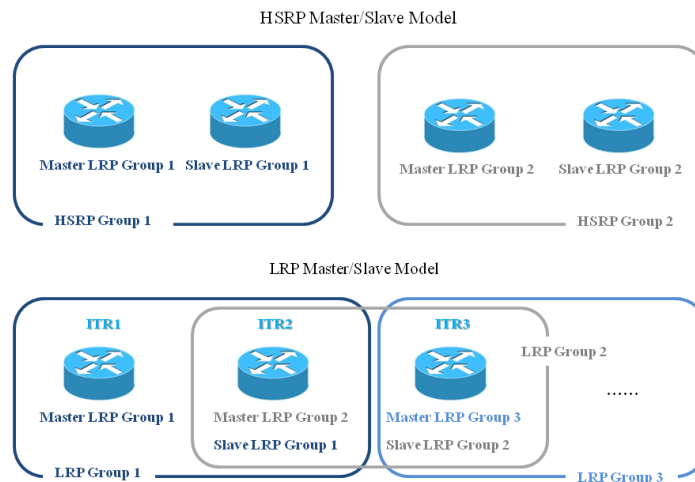 HSRP Master/Slave Model
Master LRP Group 1
Slave LRP Group 1
Master LRP Group 2
Slave LRP Group 2
HSRP Group 1
HSRP Group 2
LRP Master/Slave Model
ITR1
ITR2
ITR3
LRP Group 2
......
Master LRP Group 1
Master LRP Group 2
Master LRP Group 3
Slave LRP Group 1
Slave LRP Group 2
LRP Group 1
LRP Group 3